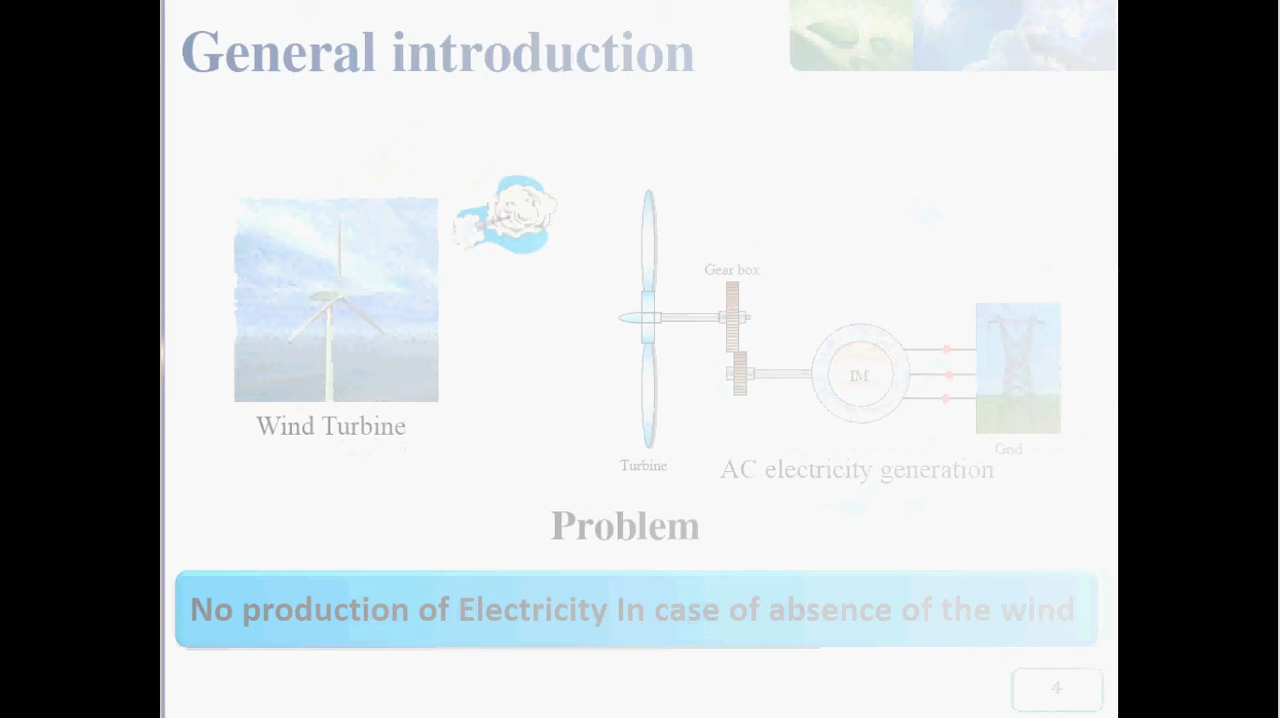 General introduction
Gear box
IM
Wind Turbine
Grid
Turbine
AC electricity generation
Problem
No production of Electricity In case of absence of the wind
4